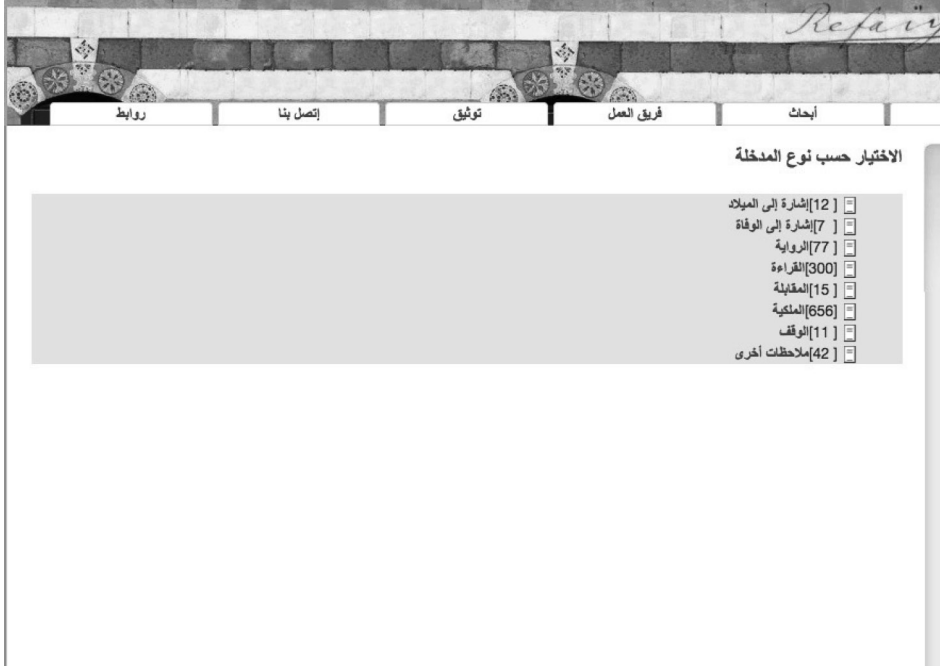 Refaïy
أبحاث
فريق العمل
توثيق
إتصل بنا
روابط
الاختيار حسب نوع المدخلة
[ 12]إشارة إلى الميلاد
[ 7]إشارة إلى الوفاة
[ 77]الرواية
[300]القراءة
[ 15]المقابلة
[656]الملكية
[ 11]الوقف
[ 42]ملاحظات أخرى